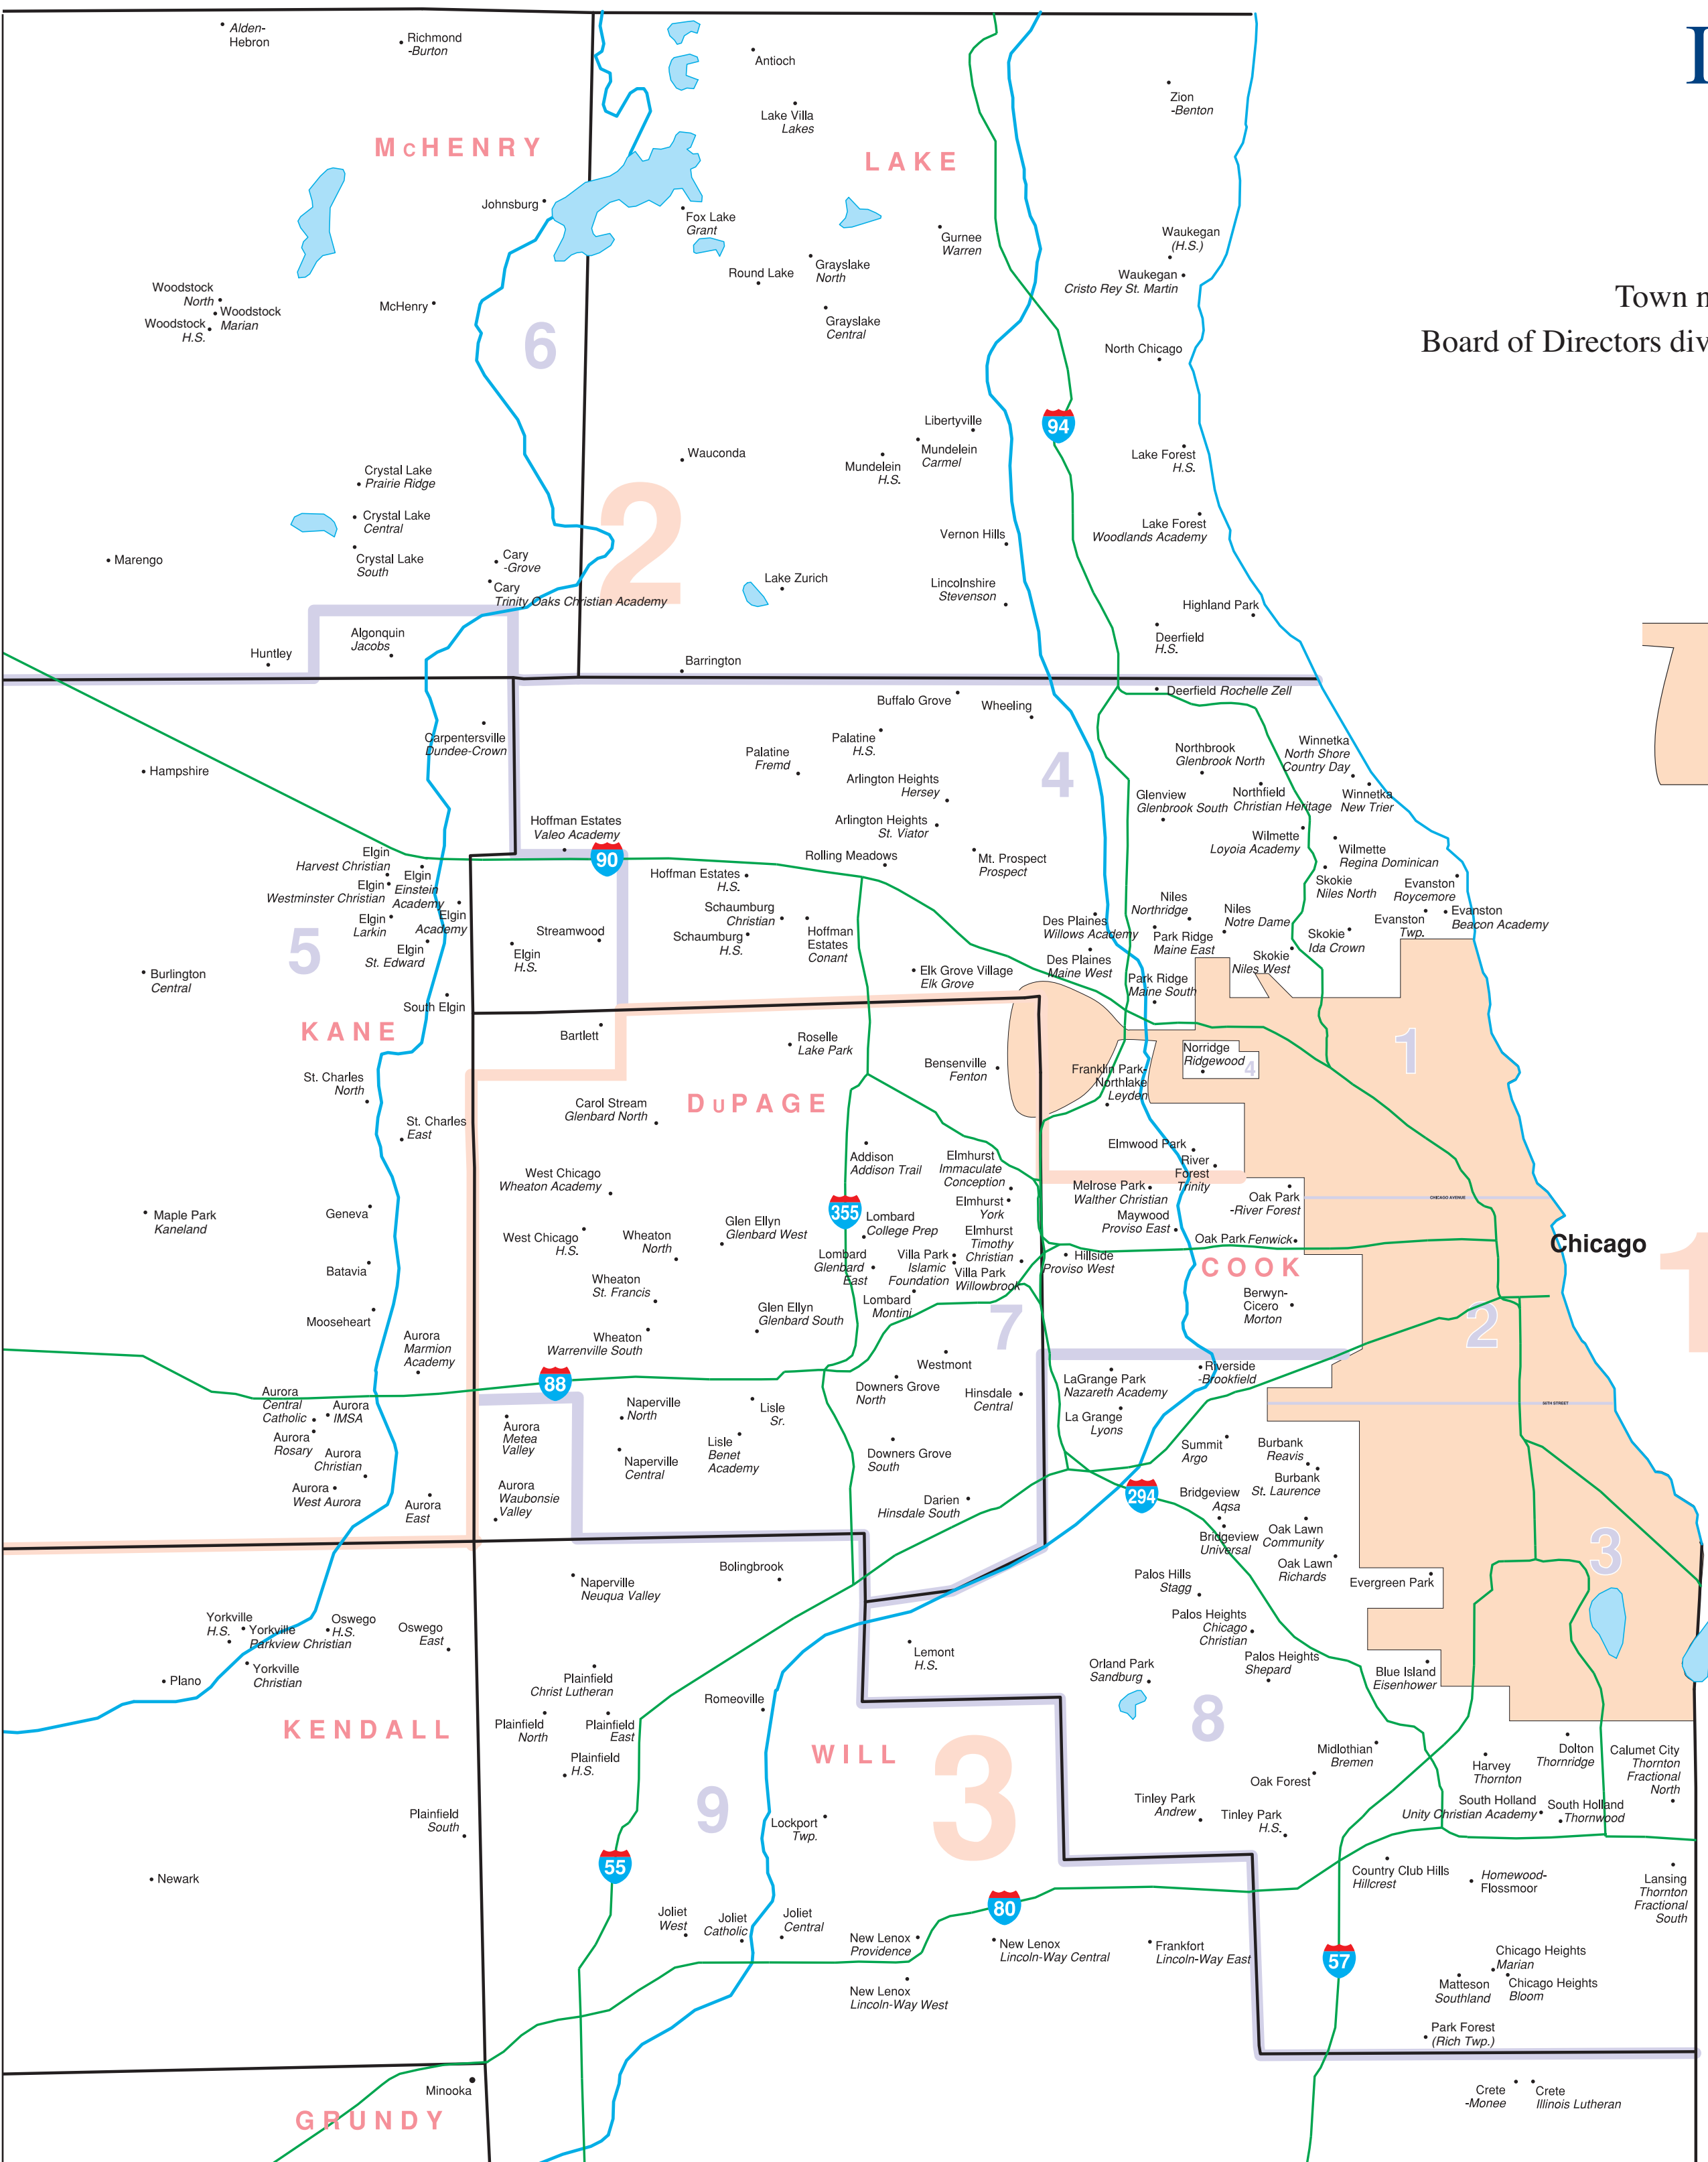 Alden-
Hebron
Richmond
-Burton
Antioch
Zion
-Benton
Lake Villa
Lakes
McHENRY
LAKE
Johnsburg
Fox Lake
Grant
Gurnee
Warren
Waukegan
(H.S.)
Waukegan
Cristo Rey St. Martin
Round Lake
Grayslake
North
Woodstock
North
Woodstock
Marian
Woodstock
H.S.
McHenry
Grayslake
Central
6
North Chicago
Town n
Board of Directors div
Libertyville
94
Mundelein
Carmel
Mundelein
H.S.
Wauconda
Lake Forest
H.S.
Crystal Lake
Prairie Ridge
Crystal Lake
Central
2
Lake Forest
Woodlands Academy
Vernon Hills
Marengo
Crystal Lake
South
Cary
-Grove
Cary
Trinity Oaks Christian Academy
Lake Zurich
Lincolnshire
Stevenson
Highland Park
Algonquin
Jacobs
Deerfield
H.S.
Huntley
Barrington
Deerfield Rochelle Zell
Buffalo Grove
Wheeling
Carpentersville
Dundee-Crown
Palatine
H.S.
Palatine
Fremd
4
Northbrook
Glenbrook North
Winnetka
North Shore
Country Day
Hampshire
Arlington Heights
Hersey
Glenview
Glenbrook South
Northfield
Christian Heritage
Winnetka
New Trier
Hoffman Estates
Valeo Academy
Arlington Heights
St. Viator
Wilmette
Loyoia Academy
Wilmette
Regina Dominican
90
Rolling Meadows
Mt. Prospect
Prospect
Elgin
Harvest Christian
Elgin
Westminster Christian
Elgin
Einstein
Academy
Hoffman Estates
H.S.
Skokie
Niles North
Evanston
Roycemore
Elgin
Larkin
Elgin
Academy
Schaumburg
Christian
Niles
Northridge
Niles
Notre Dame
Evanston
Twp.
Evanston
Beacon Academy
5
Elgin
St. Edward
Streamwood
Elgin
H.S.
Schaumburg
H.S.
Hoffman
Estates
Conant
Des Plaines
Willows Academy
Park Ridge
Maine East
Skokie
Ida Crown
Des Plaines
Maine West
Skokie
Niles West
Burlington
Central
Elk Grove Village
Elk Grove
Park Ridge
Maine South
South Elgin
KANE
Bartlett
Roselle
Lake Park
1
Norridge
Ridgewood
4
St. Charles
North
Bensenville
Fenton
Franklin Park-
Northlake
Leyden
Carol Stream
Glenbard North
DuPAGE
St. Charles
East
Elmwood Park
Addison
Addison Trail
Elmhurst
Immaculate
Conception
River
Forest
Trinity
West Chicago
Wheaton Academy
Melrose Park
Walther Christian
Oak Park
-River Forest
CHICAGO AVENUE
Maple Park
Kaneland
Geneva
355
Elmhurst
York
Maywood
Proviso East
Lombard
College Prep
Glen Ellyn
Glenbard West
Elmhurst
Timothy
Christian
Oak Park Fenwick
Chicago
1
West Chicago
H.S.
Wheaton
North
Lombard
Glenbard
East
Villa Park
Islamic
Foundation
Villa Park
Willowbrook
Hillside
Proviso West
COOK
Batavia
Wheaton
St. Francis
Berwyn-
Cicero
Morton
Mooseheart
Lombard
Montini
Glen Ellyn
Glenbard South
7
2
Aurora
Marmion
Academy
Wheaton
Warrenville South
Westmont
88
LaGrange Park
Nazareth Academy
Riverside
-Brookfield
Downers Grove
North
Hinsdale
Central
Aurora
Central
Catholic
Aurora
IMSA
Naperville
North
Lisle
Sr.
La Grange
Lyons
Aurora
Rosary
Aurora
Metea
Valley
Lisle
Benet
Academy
Downers Grove
South
Summit
Argo
Burbank
Reavis
Aurora
Christian
Naperville
Central
Burbank
St. Laurence
Aurora
West Aurora
Aurora
East
Aurora
Waubonsie
Valley
Darien
Hinsdale South
294
Bridgeview
Aqsa
Bridgeview
Universal
Oak Lawn
Community
3
Oak Lawn
Richards
Bolingbrook
Naperville
Neuqua Valley
Palos Hills
Stagg
Evergreen Park
Yorkville
H.S.
Yorkville
Parkview Christian
Oswego
H.S.
Oswego
East
Palos Heights
Chicago
Christian
Lemont
H.S.
Palos Heights
Shepard
Yorkville
Christian
Plano
Orland Park
Sandburg
Blue Island
Eisenhower
Plainfield
Christ Lutheran
Romeoville
8
KENDALL
Plainfield
North
Plainfield
East
Plainfield
H.S.
WILL
3
Midlothian
Bremen
Dolton
Thornridge
Calumet City
Thornton
Fractional
North
Harvey
Thornton
Oak Forest
9
Tinley Park
Andrew
Tinley Park
H.S.
South Holland
Unity Christian Academy
South Holland
Thornwood
Plainfield
South
Lockport
Twp.
55
Newark
Country Club Hills
Hillcrest
Homewood-
Flossmoor
Lansing
Thornton
Fractional
South
80
Joliet
West
Joliet
Catholic
Joliet
Central
New Lenox
Providence
New Lenox
Lincoln-Way Central
Frankfort
Lincoln-Way East
57
Chicago Heights
Marian
Matteson
Southland
Chicago Heights
Bloom
New Lenox
Lincoln-Way West
Park Forest
(Rich Twp.)
Minooka
Crete
-Monee
Crete
Illinois Lutheran
GRUNDY